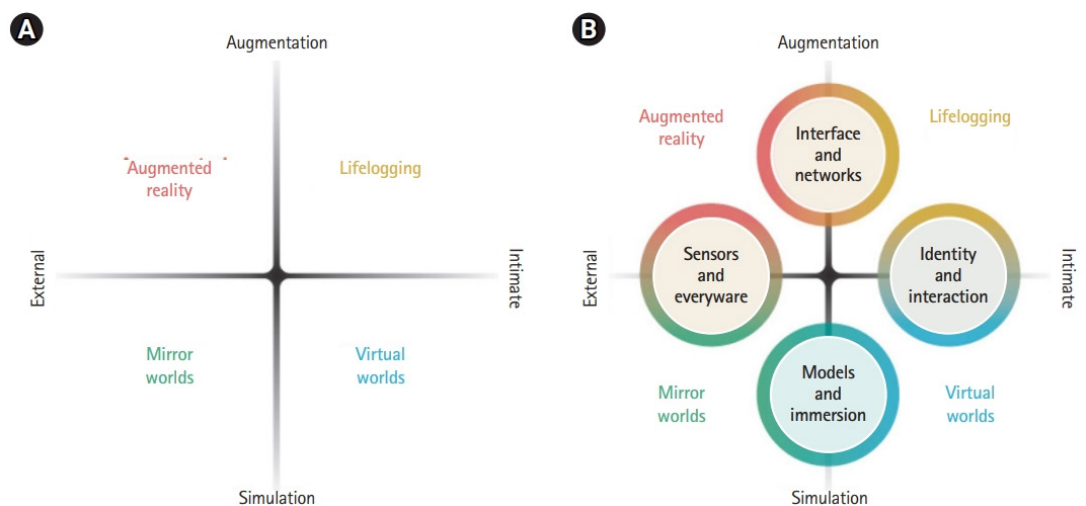 A
Augmentation
Augmented
reality
Lifelogging
External
Intimate
Mirror
worlds
Virtual
worlds
Simulation
B
Augmentation
Augmented
reality
Interface
and
networks
Lifelogging
External
Sensors
and
everyware
Identity
and
interaction
Intimate
Mirror
worlds
Models
and
immersion
Virtual
worlds
Simulation